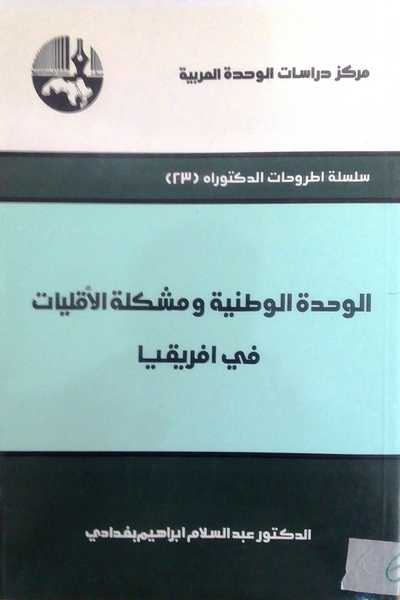 مركز دراسات الوحدة العربية
سلسلة اطروحات الدكتوراه (٢٣)
الوحدة الوطنية ومشكلة الأقليات
في افريقيا
الدكتور عبد السلام ابراهيم بغدادي